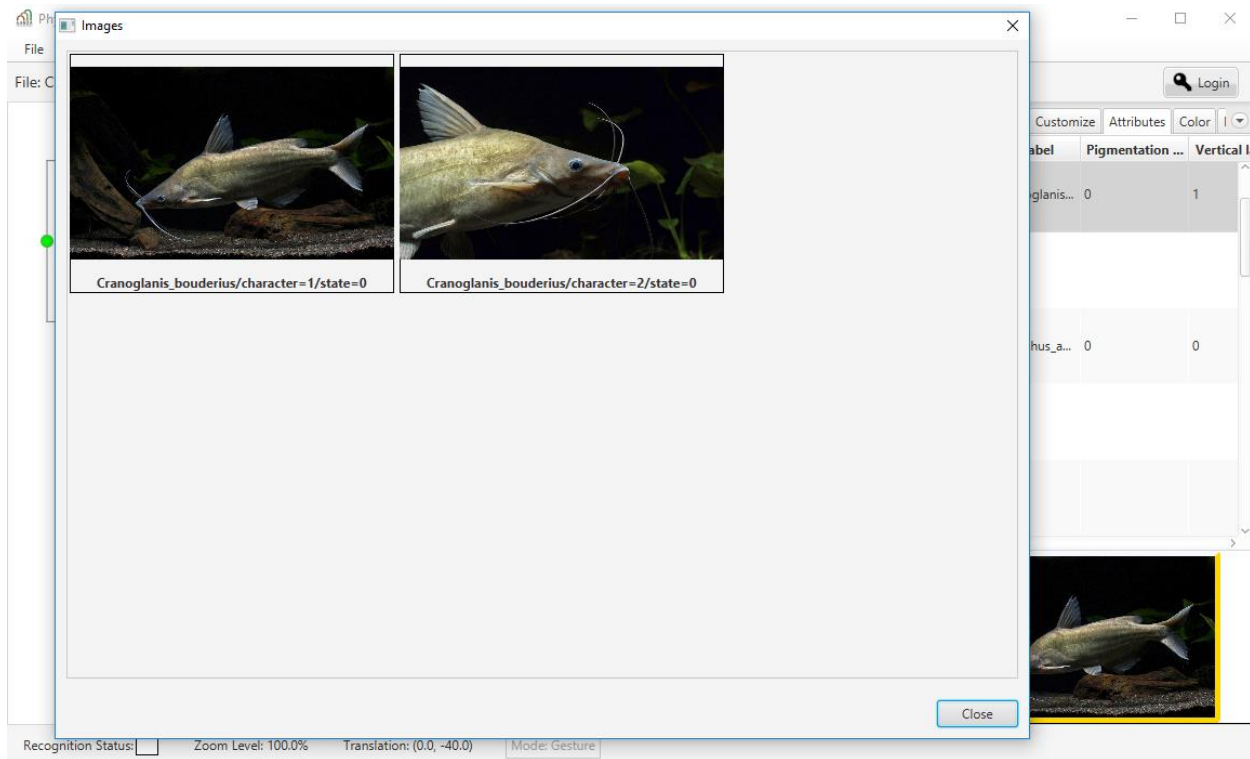 Ph
Images
File
File: C
Login
Customize Attributes Color
abel Pigmentation ... Vertical l
oglanis... 0 1
Cranoglanis_bouderius/character=1/state=0 Cranoglanis_bouderius/character=2/state=0
hus_a... 0 0
Close
Recognition Status: Zoom Level: 100.0% Translation: (0.0, -40.0) Mode: Gesture